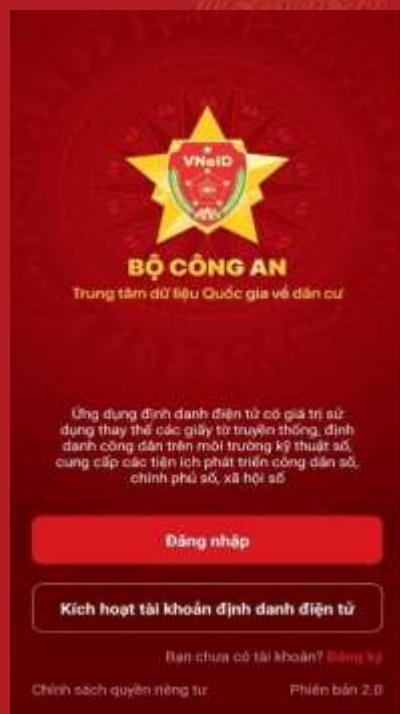 VNeID
BỘ CÔNG AN
Trung tâm dữ liệu Quốc gia về dân cư
Ứng dụng định danh điện tử có giá trị sử
dụng thay thế các giấy tờ truyền thống, định
danh công dân trên môi trường kỹ thuật số,
cung cấp các tiện ích phát triển công dân số,
chính phủ số, xã hội số
Đăng nhập
Kích hoạt tài khoản định danh điện tử
Bạn chưa có tài khoản? Đăng ký
Chính sách quyền riêng tư
Phiên bản 2.0